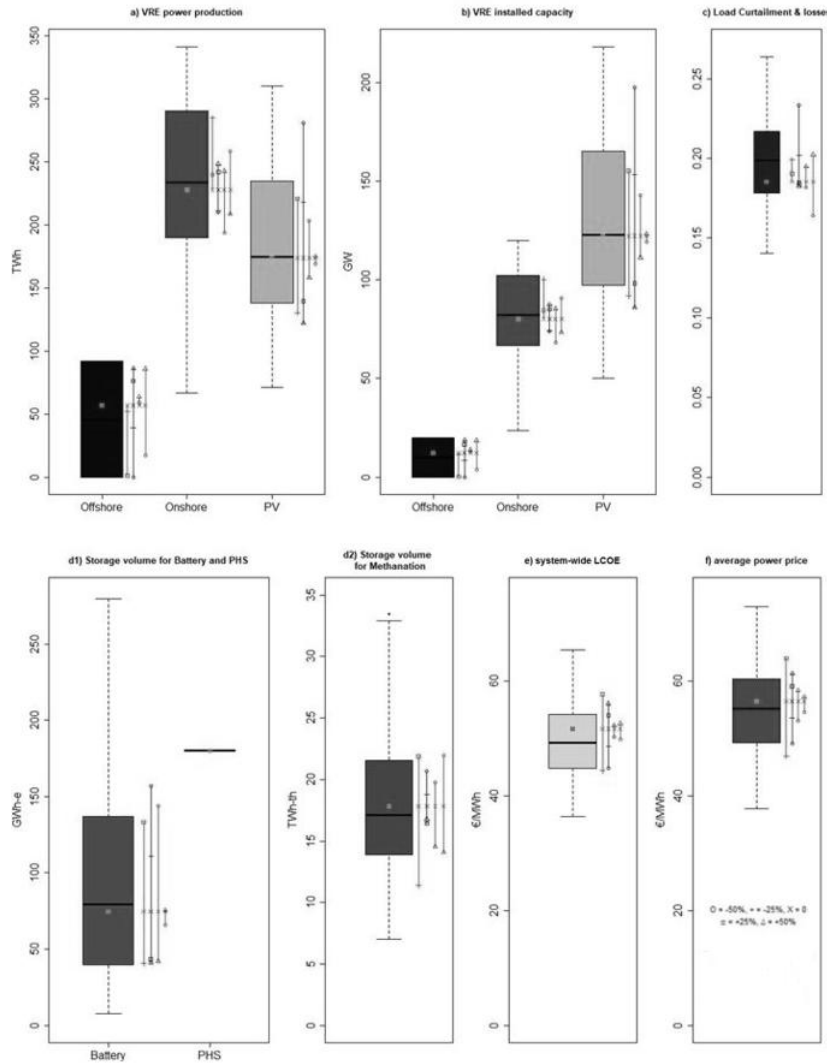 a) VRE power production
b) VRE installed capacity
c) Load Curtailment & losses
TWh
350
300
250
200
150
100
50
0
Offshore
Onshore
PV
GW
200
150
100
50
0
Offshore
Onshore
PV
0.25
0.20
0.15
0.10
0.05
0.00
d1) Storage volume for Battery and PHS
d2) Storage volume
for Methanation
e) system-wide LCOE
f) average power price
GWh-e
250
200
150
100
50
0
Battery
PHS
TWh-th
35
30
25
20
15
10
5
0
€/MWh
60
40
20
0
€/MWh
60
40
20
0
O = -50%, + = -25%, X = 0
¤ = +25%, △ = +50%